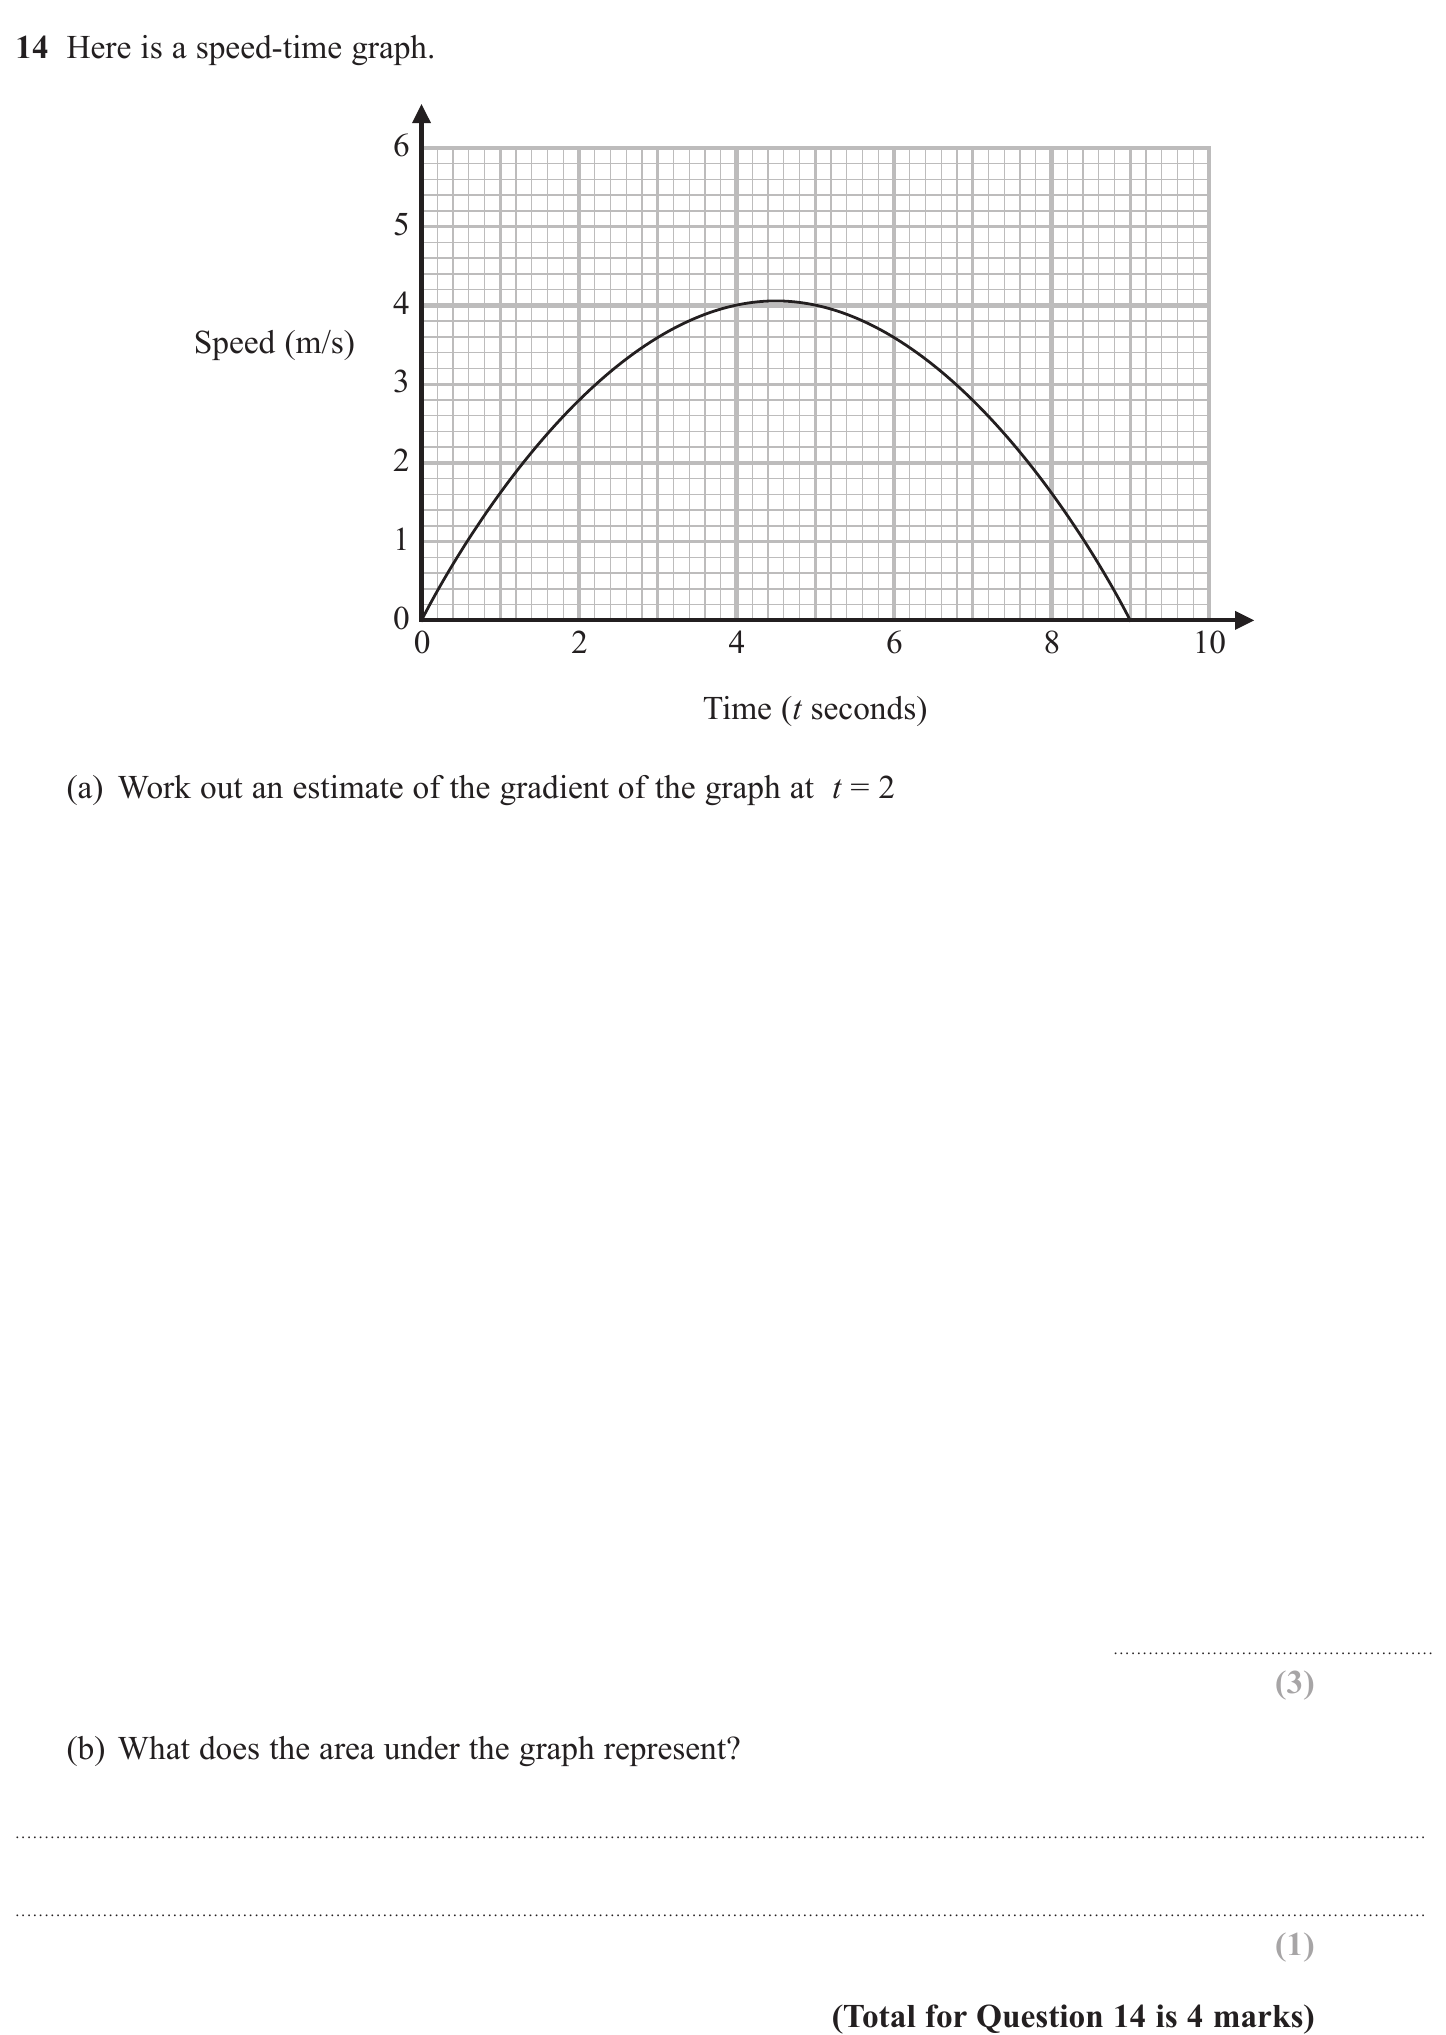 14 Here is a speed-time graph.
6
5
4
Speed (m/s)
3
2
1
0
0 2 4 6 8 10
Time (t seconds)
(a) Work out an estimate of the gradient of the graph at t = 2
(3)
(b) What does the area under the graph represent?
(1)
(Total for Question 14 is 4 marks)